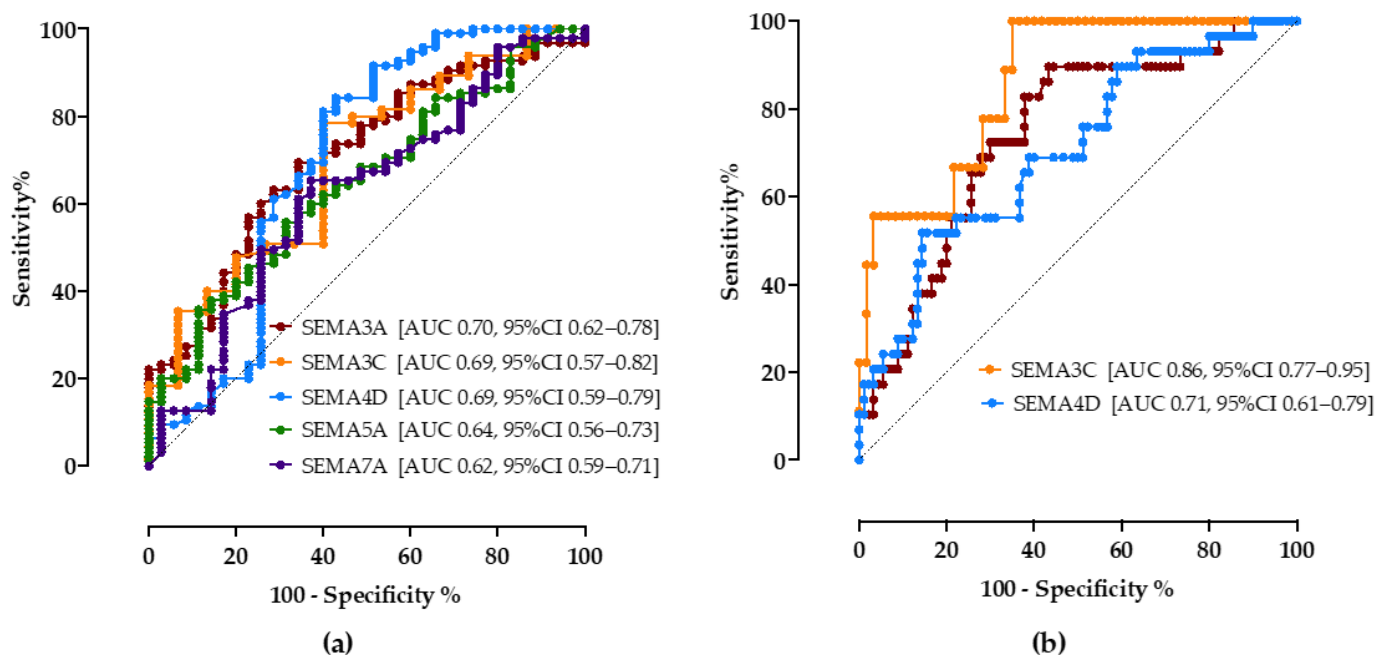 100
80
60
40
20
0
Sensitivity%
SEMA3A [AUC 0.70, 95%CI 0.62–0.78]
SEMA3C [AUC 0.69, 95%CI 0.57–0.82]
SEMA4D [AUC 0.69, 95%CI 0.59–0.79]
SEMA5A [AUC 0.64, 95%CI 0.56–0.73]
SEMA7A [AUC 0.62, 95%CI 0.59–0.71]
0 20 40 60 80 100
100 - Specificity %
(a)
100
80
60
40
20
0
Sensitivity%
SEMA3C [AUC 0.86, 95%CI 0.77–0.95]
SEMA4D [AUC 0.71, 95%CI 0.61–0.79]
0 20 40 60 80 100
100 - Specificity %
(b)